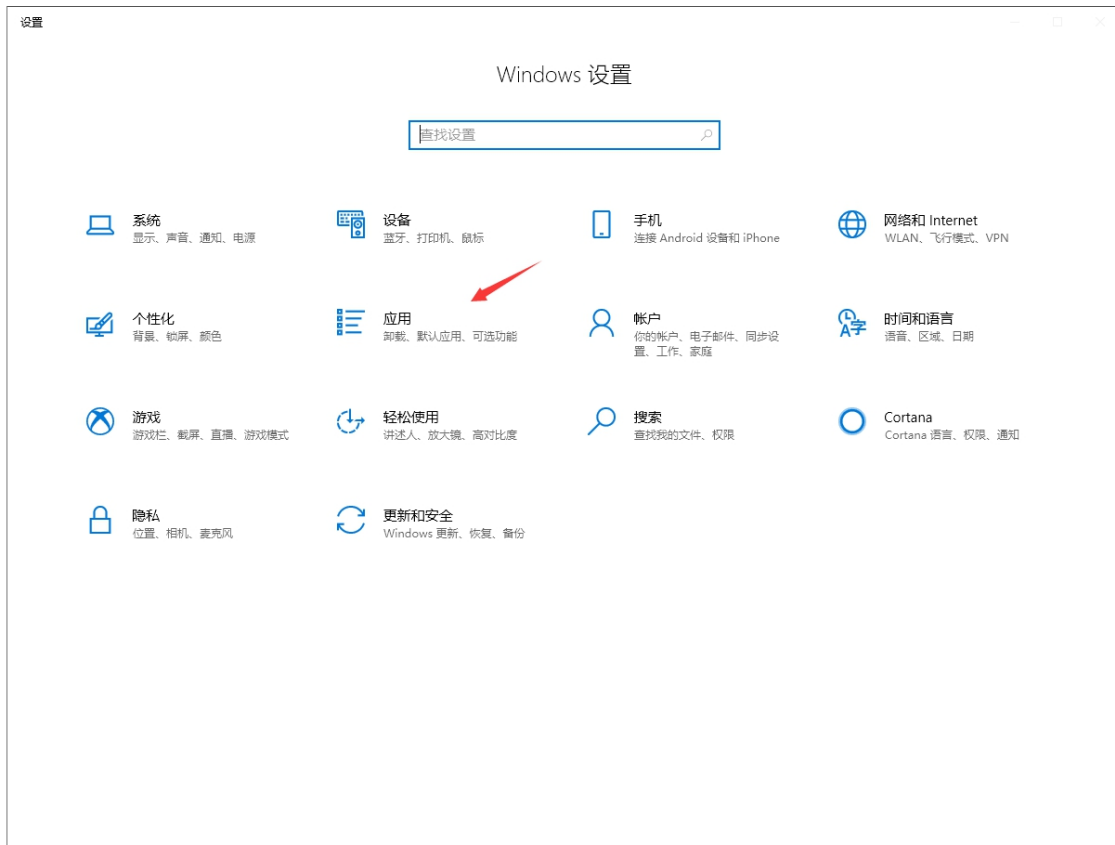 设置
Windows 设置
查找设置
系统
显示、声音、通知、电源
设备
蓝牙、打印机、鼠标
手机
连接 Android 设备和 iPhone
网络和 Internet
WLAN、飞行模式、VPN
个性化
背景、锁屏、颜色
应用
卸载、默认应用、可选功能
帐户
你的帐户、电子邮件、同步设
置、工作、家庭
时间和语言
语音、区域、日期
游戏
游戏栏、截屏、直播、游戏模式
轻松使用
讲述人、放大镜、高对比度
搜索
查找我的文件、权限
Cortana
Cortana 语言、权限、通知
隐私
位置、相机、麦克风
更新和安全
Windows 更新、恢复、备份